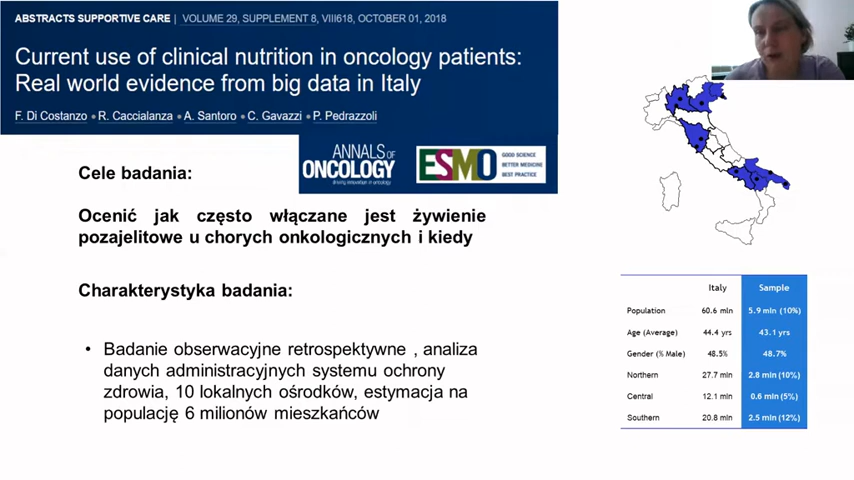 ABSTRACTS SUPPORTIVE CARE | VOLUME 29, SUPPLEMENT 8, VIII618, OCTOBER 01, 2018
Current use of clinical nutrition in oncology patients:
Real world evidence from big data in Italy
F. Di Costanzo • R. Caccialanza • A. Santoro • C. Gavazzi • P. Pedrazzoli
ANNALS OF
ONCOLOGY
driving innovation in oncology
ESMO
GOOD SCIENCE
BETTER MEDICINE
BEST PRACTICE
Cele badania:
Ocenić jak często włączane jest żywienie
pozajelitowe u chorych onkologicznych i kiedy
Charakterystyka badania:
• Badanie obserwacyjne retrospektywne , analiza
danych administracyjnych systemu ochrony
zdrowia, 10 lokalnych ośrodków, estymacja na
populację 6 milionów mieszkańców
Italy Sample
Population 60.6 mln 5.9 mln (10%)
Age (Average) 44.4 yrs 43.1 yrs
Gender (% Male) 48.5% 48.7%
Northern 27.7 mln 2.8 mln (10%)
Central 12.1 mln 0.6 mln (5%)
Southern 20.8 mln 2.5 mln (12%)